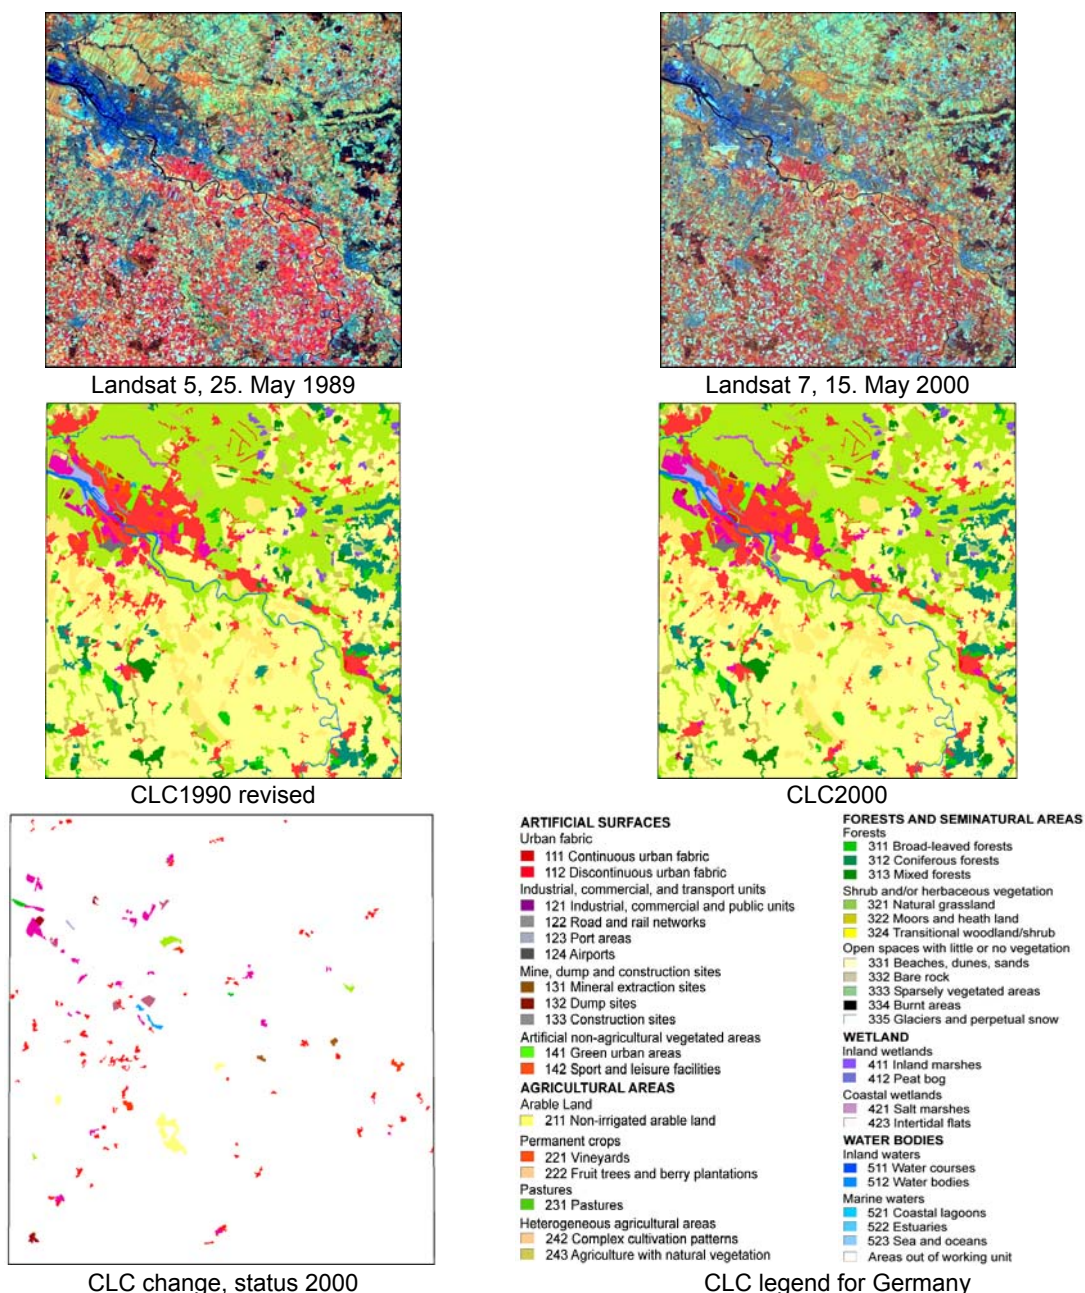 Landsat 5, 25. May 1989
Landsat 7, 15. May 2000
CLC1990 revised
CLC2000
ARTIFICIAL SURFACES
Urban fabric
111 Continuous urban fabric
112 Discontinuous urban fabric
Industrial, commercial, and transport units
121 Industrial, commercial and public units
122 Road and rail networks
123 Port areas
124 Airports
Mine, dump and construction sites
131 Mineral extraction sites
132 Dump sites
133 Construction sites
Artificial non-agricultural vegetated areas
141 Green urban areas
142 Sport and leisure facilities
AGRICULTURAL AREAS
Arable Land
211 Non-irrigated arable land
Permanent crops
221 Vineyards
222 Fruit trees and berry plantations
Pastures
231 Pastures
Heterogeneous agricultural areas
242 Complex cultivation patterns
243 Agriculture with natural vegetation
FORESTS AND SEMINATURAL AREAS
Forests
311 Broad-leaved forests
312 Coniferous forests
313 Mixed forests
Shrub and/or herbaceous vegetation
321 Natural grassland
322 Moors and heath land
324 Transitional woodland/shrub
Open spaces with little or no vegetation
331 Beaches, dunes, sands
332 Bare rock
333 Sparsely vegetated areas
334 Burnt areas
335 Glaciers and perpetual snow
WETLAND
Inland wetlands
411 Inland marshes
412 Peat bog
Coastal wetlands
421 Salt marshes
423 Intertidal flats
WATER BODIES
Inland waters
511 Water courses
512 Water bodies
Marine waters
521 Coastal lagoons
522 Estuaries
523 Sea and oceans
Areas out of working unit
CLC change, status 2000
CLC legend for Germany